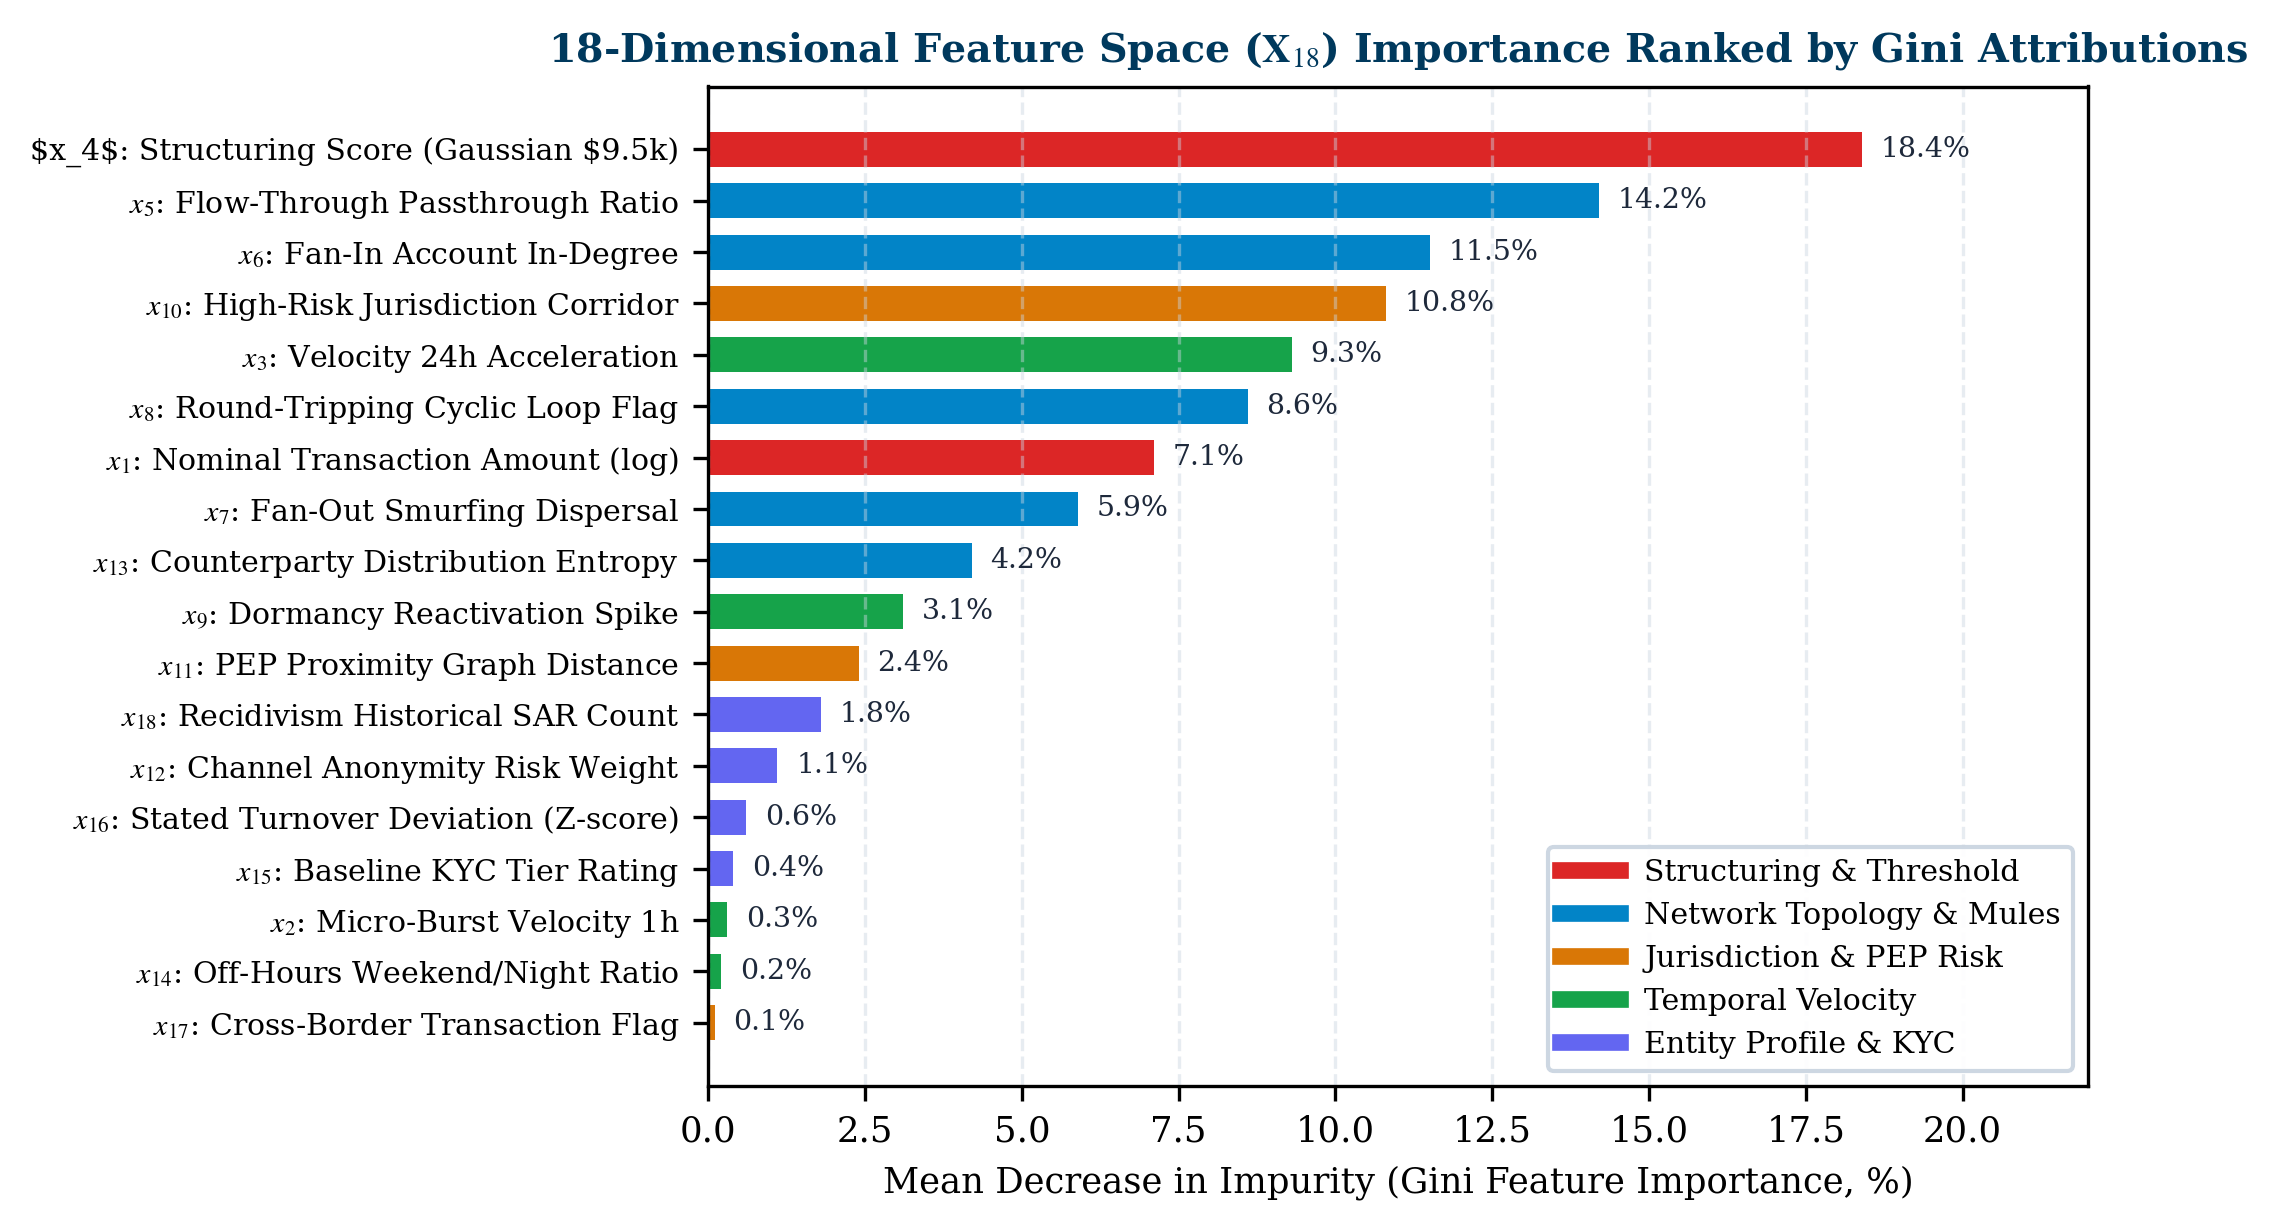 18-Dimensional Feature Space (X₁₈) Importance Ranked by Gini Attributions
$x_4$: Structuring Score (Gaussian $9.5k) 18.4%
x₅: Flow-Through Passthrough Ratio 14.2%
x₆: Fan-In Account In-Degree 11.5%
x₁₀: High-Risk Jurisdiction Corridor 10.8%
x₃: Velocity 24h Acceleration 9.3%
x₈: Round-Tripping Cyclic Loop Flag 8.6%
x₁: Nominal Transaction Amount (log) 7.1%
x₇: Fan-Out Smurfing Dispersal 5.9%
x₁₃: Counterparty Distribution Entropy 4.2%
x₉: Dormancy Reactivation Spike 3.1%
x₁₁: PEP Proximity Graph Distance 2.4%
x₁₈: Recidivism Historical SAR Count 1.8%
x₁₂: Channel Anonymity Risk Weight 1.1%
x₁₆: Stated Turnover Deviation (Z-score) 0.6%
x₁₅: Baseline KYC Tier Rating 0.4%
x₂: Micro-Burst Velocity 1h 0.3%
x₁₄: Off-Hours Weekend/Night Ratio 0.2%
x₁₇: Cross-Border Transaction Flag 0.1%
Structuring & Threshold
Network Topology & Mules
Jurisdiction & PEP Risk
Temporal Velocity
Entity Profile & KYC
0.0 2.5 5.0 7.5 10.0 12.5 15.0 17.5 20.0
Mean Decrease in Impurity (Gini Feature Importance, %)